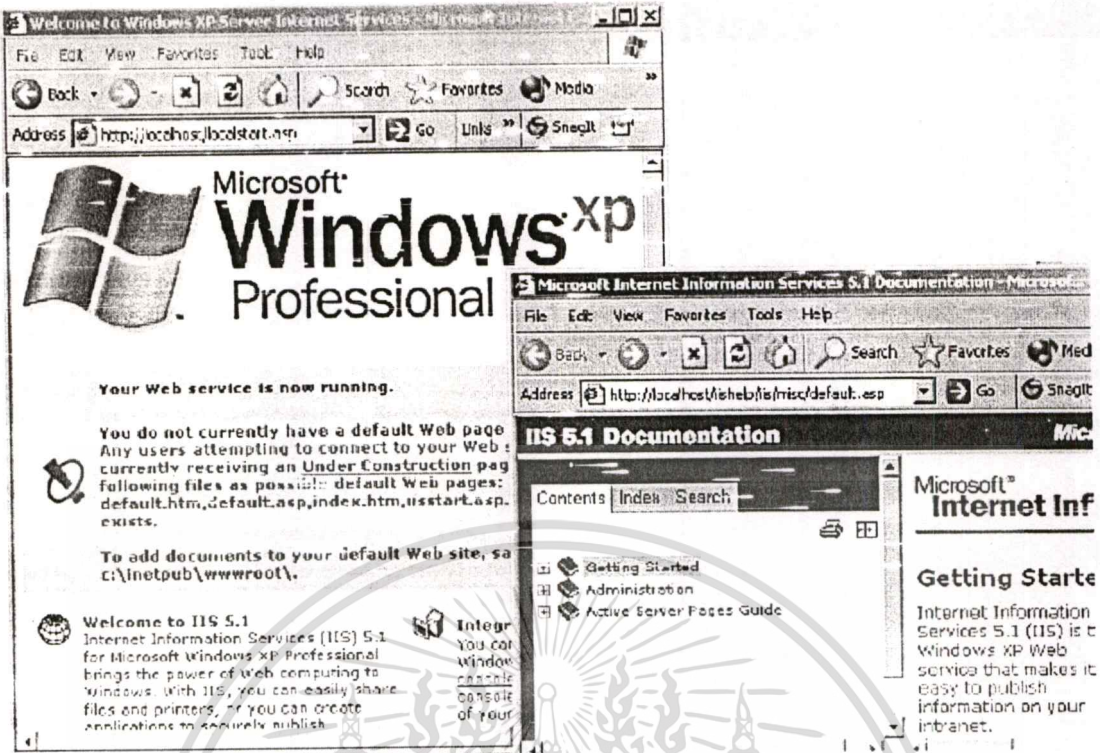 Welcome to Windows XP Server Internet Services - Microsoft Internet
File Edit View Favorites Tools Help
Back Search Favorites Media
Address http://localhost/localstart.asp Go Links SnagIt
Microsoft
Windows xp
Professional
Your Web service is now running.
You do not currently have a default Web page
Any users attempting to connect to your Web s
currently receiving an Under Construction pag
following files as possible default Web pages:
default.htm,default.asp,index.htm,iisstart.asp.
exists.
To add documents to your default Web site, sa
c:\inetpub\wwwroot\.
Welcome to IIS 5.1
Internet Information Services (IIS) 5.1
for Microsoft Windows XP Professional
brings the power of Web computing to
Windows. With IIS, you can easily share
files and printers, or you can create
applications to securely publish
Integr
You can
Window
console
console
of your
Microsoft Internet Information Services 5.1 Documentation - Microsof...
File Edit View Favorites Tools Help
Back Search Favorites Med
Address http://localhost/iishelp/iis/misc/default.asp Go SnagIt
IIS 5.1 Documentation Mic
Contents Index Search
Getting Started
Administration
Active Server Pages Guide
Microsoft
Internet Inf
Getting Starte
Internet Information
Services 5.1 (IIS) is t
Windows XP Web
service that makes it
easy to publish
information on your
intranet.